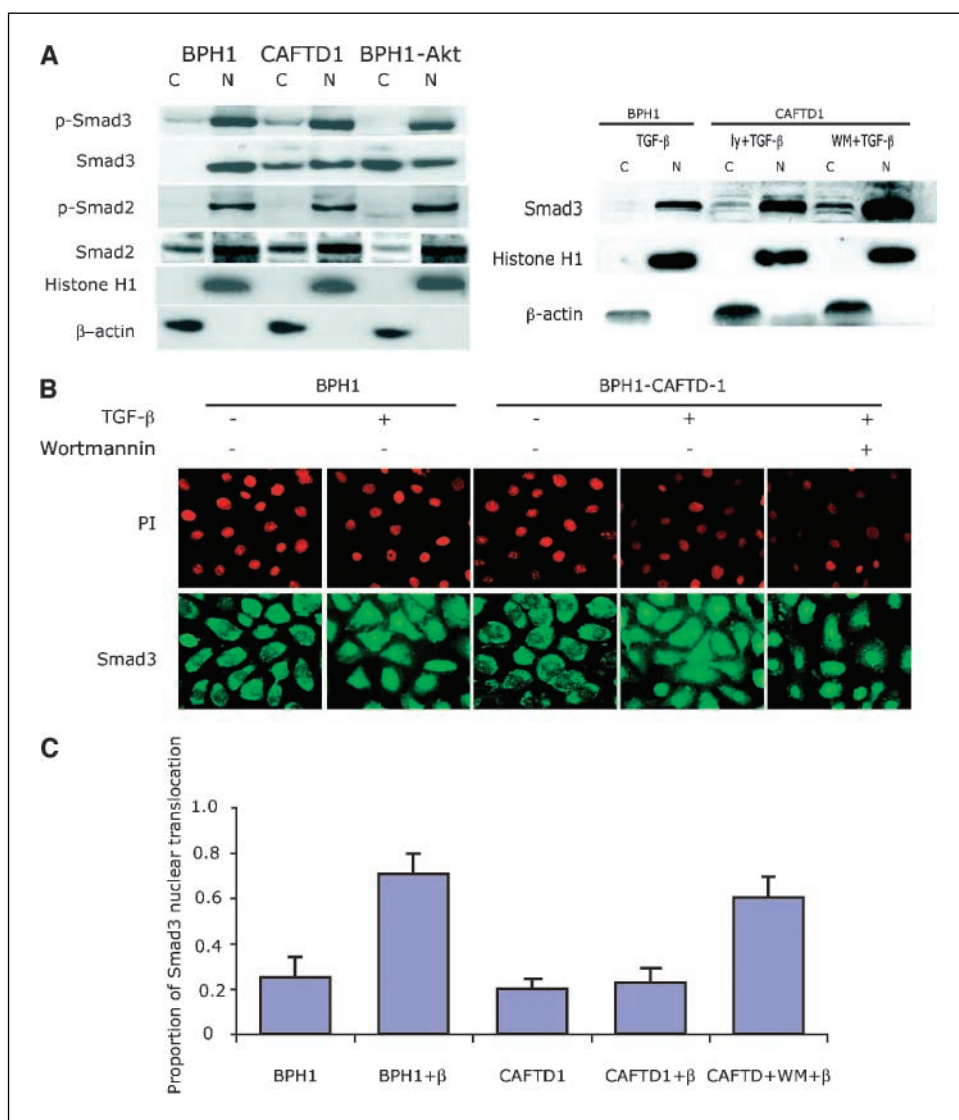 A
BPH1 CAFTD1 BPH1-Akt
C N C N C N
p-Smad3
Smad3
p-Smad2
Smad2
Histone H1
β-actin
BPH1 CAFTD1
TGF-β ly+TGF-β WM+TGF-β
C N C N C N
Smad3
Histone H1
β-actin
B
BPH1 BPH1-CAFTD-1
TGF-β - + - + +
Wortmannin - - - - +
PI
Smad3
C
Proportion of Smad3 nuclear translocation
1.0
0.8
0.6
0.4
0.2
0
BPH1 BPH1+β CAFTD1 CAFTD1+β CAFTD+WM+β